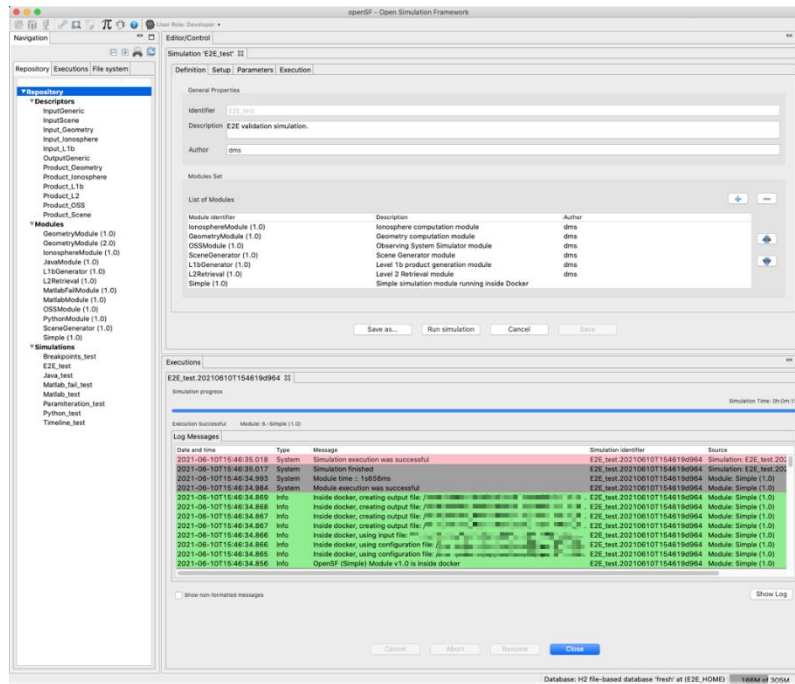 openSF - Open Simulation Framework
User Role: Developer
Navigation
Repository Executions File system
Repository
Descriptors
InputGeneric
InputScene
Input_Geometry
Input_Ionosphere
Input_L1b
OutputGeneric
Product_Geometry
Product_Ionosphere
Product_L1b
Product_L2
Product_OSS
Product_Scene
Modules
GeometryModule (1.0)
GeometryModule (2.0)
IonosphereModule (1.0)
JavaModule (1.0)
L1bGenerator (1.0)
L2Retrieval (1.0)
MatlabFailModule (1.0)
MatlabModule (1.0)
OSSModule (1.0)
PythonModule (1.0)
SceneGenerator (1.0)
Simple (1.0)
Simulations
Breakpoints_test
E2E_test
Java_test
Matlab_fail_test
Matlab_test
ParamIteration_test
Python_test
Timeline_test
Editor/Control
Simulation 'E2E_test'
Definition Setup Parameters Execution
General Properties
Identifier E2E_test
Description E2E validation simulation.
Author dms
Modules Set
List of Modules
Module identifier Description Author
IonosphereModule (1.0) Ionosphere computation module dms
GeometryModule (1.0) Geometry computation module dms
OSSModule (1.0) Observing System Simulator module dms
SceneGenerator (1.0) Scene Generator module dms
L1bGenerator (1.0) Level 1b product generation module dms
L2Retrieval (1.0) Level 2 Retrieval module dms
Simple (1.0) Simple simulation module running inside Docker
Save as... Run simulation Cancel Save
Executions
E2E_test.20210610T154619d964
Simulation progress
Simulation Time: 0h 0m
Execution Successful Module: 6.-Simple (1.0)
Log Messages
Date and time Type Message Simulation identifier Source
2021-06-10T15:46:35.018 System Simulation execution was successful E2E_test.20210610T154619d964 Simulation: E2E_test.202
2021-06-10T15:46:35.017 System Simulation finished E2E_test.20210610T154619d964 Simulation: E2E_test.202
2021-06-10T15:46:34.993 System Module time :: 1s656ms E2E_test.20210610T154619d964 Module: Simple (1.0)
2021-06-10T15:46:34.984 System Module execution was successful E2E_test.20210610T154619d964 Module: Simple (1.0)
2021-06-10T15:46:34.869 Info Inside docker, creating output file: / E2E_test.20210610T154619d964 Module: Simple (1.0)
2021-06-10T15:46:34.868 Info Inside docker, creating output file: / E2E_test.20210610T154619d964 Module: Simple (1.0)
2021-06-10T15:46:34.867 Info Inside docker, creating output file: / E2E_test.20210610T154619d964 Module: Simple (1.0)
2021-06-10T15:46:34.867 Info Inside docker, creating output file: / E2E_test.20210610T154619d964 Module: Simple (1.0)
2021-06-10T15:46:34.866 Info Inside docker, using input file: E2E_test.20210610T154619d964 Module: Simple (1.0)
2021-06-10T15:46:34.866 Info Inside docker, using configuration file: / E2E_test.20210610T154619d964 Module: Simple (1.0)
2021-06-10T15:46:34.865 Info Inside docker, using configuration file: / E2E_test.20210610T154619d964 Module: Simple (1.0)
2021-06-10T15:46:34.856 Info OpenSF (Simple) Module v1.0 is inside docker E2E_test.20210610T154619d964 Module: Simple (1.0)
Show non-formatted messages Show Log
Cancel Abort Resume Close
Database: H2 file-based database 'fresh' at (E2E_HOME) 166M of 305M